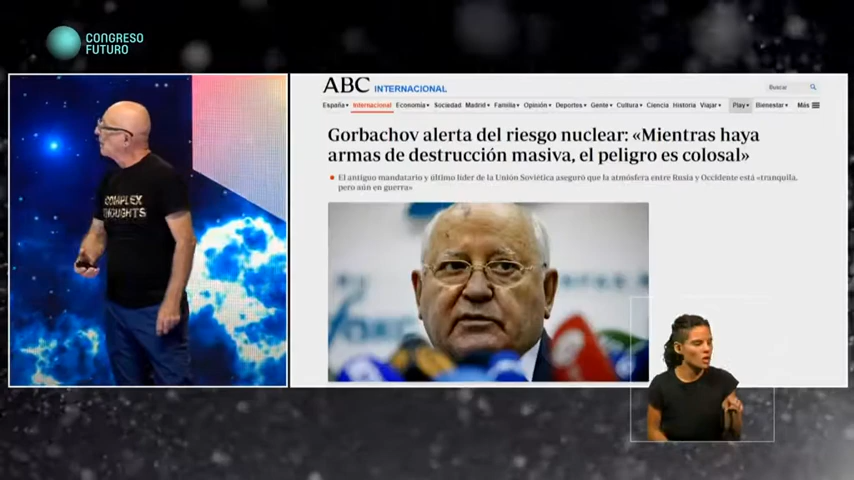 CONGRESO
FUTURO
ABC INTERNACIONAL
Buscar
España Internacional Economía Sociedad Madrid Familia Opinión Deportes Gente Cultura Ciencia Historia Viajar Play Bienestar Más
Gorbachov alerta del riesgo nuclear: «Mientras haya
armas de destrucción masiva, el peligro es colosal»
El antiguo mandatario y último líder de la Unión Soviética aseguró que la atmósfera entre Rusia y Occidente está «tranquila,
pero aún en guerra»
COMPLEX
THOUGHTS